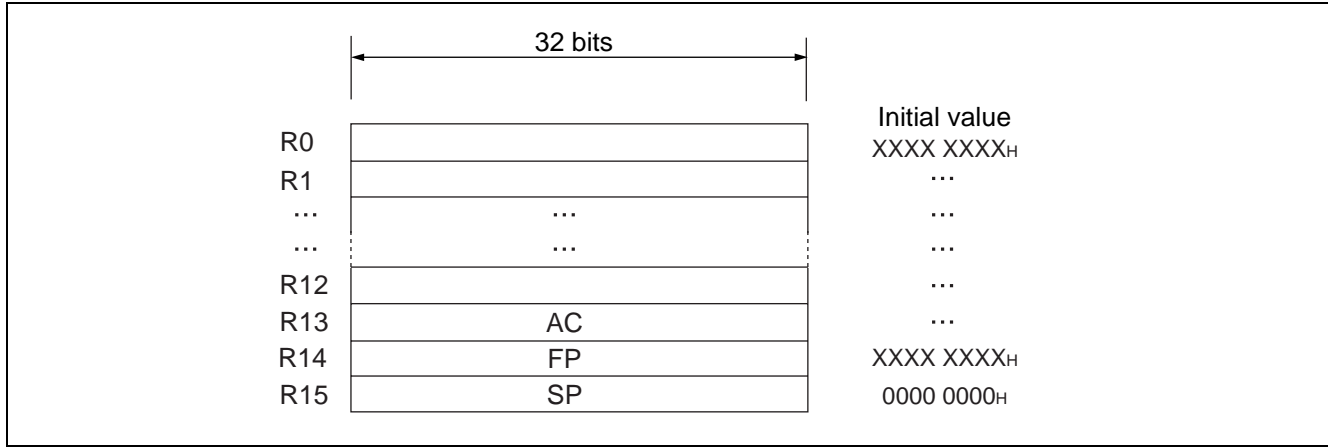 32 bits
Initial value
R0 XXXX XXXXH
R1 ...
... ... ...
... ... ...
R12 ...
R13 AC ...
R14 FP XXXX XXXXH
R15 SP 0000 0000H